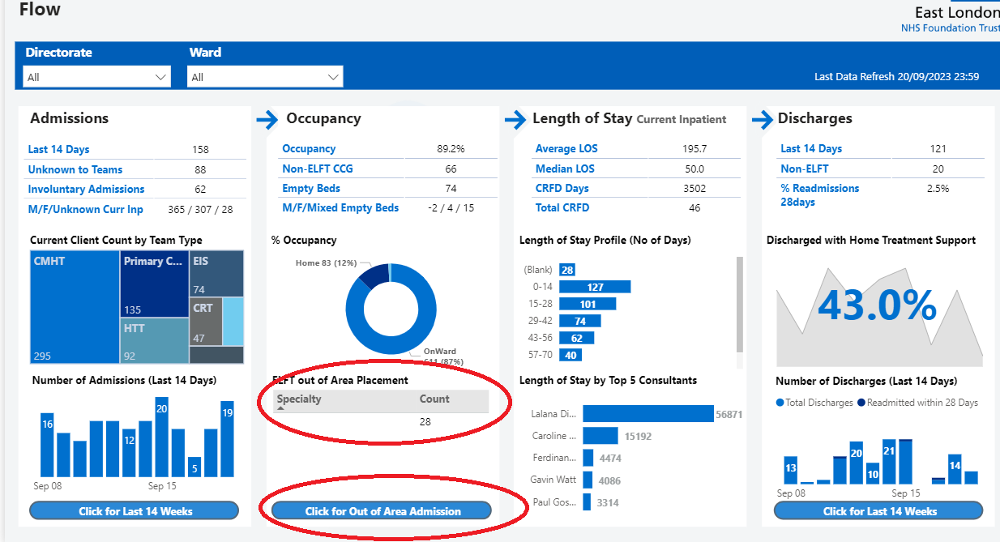 Flow
East London
NHS Foundation Trust
Directorate
Ward
All
All
Last Data Refresh 20/09/2023 23:59
Admissions
Last 14 Days 158
Unknown to Teams 88
Involuntary Admissions 62
M/F/Unknown Curr Inp 365 / 307 / 28
Current Client Count by Team Type
CMHT
295
Primary C...
135
HTT
92
EIS
74
CRT
47
Number of Admissions (Last 14 Days)
16
12
20
5
19
Sep 08
Sep 15
Click for Last 14 Weeks
Occupancy
Occupancy 89.2%
Non-ELFT CCG 66
Empty Beds 74
M/F/Mixed Empty Beds -2 / 4 / 15
% Occupancy
Home 83 (12%)
OnWard
611 (87%)
ELFT out of Area Placement
Specialty Count
28
Click for Out of Area Admission
Length of Stay Current Inpatient
Average LOS 195.7
Median LOS 50.0
CRFD Days 3502
Total CRFD 46
Length of Stay Profile (No of Days)
(Blank) 28
0-14 127
15-28 101
29-42 74
43-56 62
57-70 40
Length of Stay by Top 5 Consultants
Lalana Di... 56871
Caroline ... 15192
Ferdinan... 4474
Gavin Watt 4086
Paul Gos... 3314
Discharges
Last 14 Days 121
Non-ELFT 20
% Readmissions 2.5%
28days
Discharged with Home Treatment Support
43.0%
Number of Discharges (Last 14 Days)
Total Discharges Readmitted within 28 Days
13
20
10
21
14
Sep 08
Sep 15
Click for Last 14 Weeks